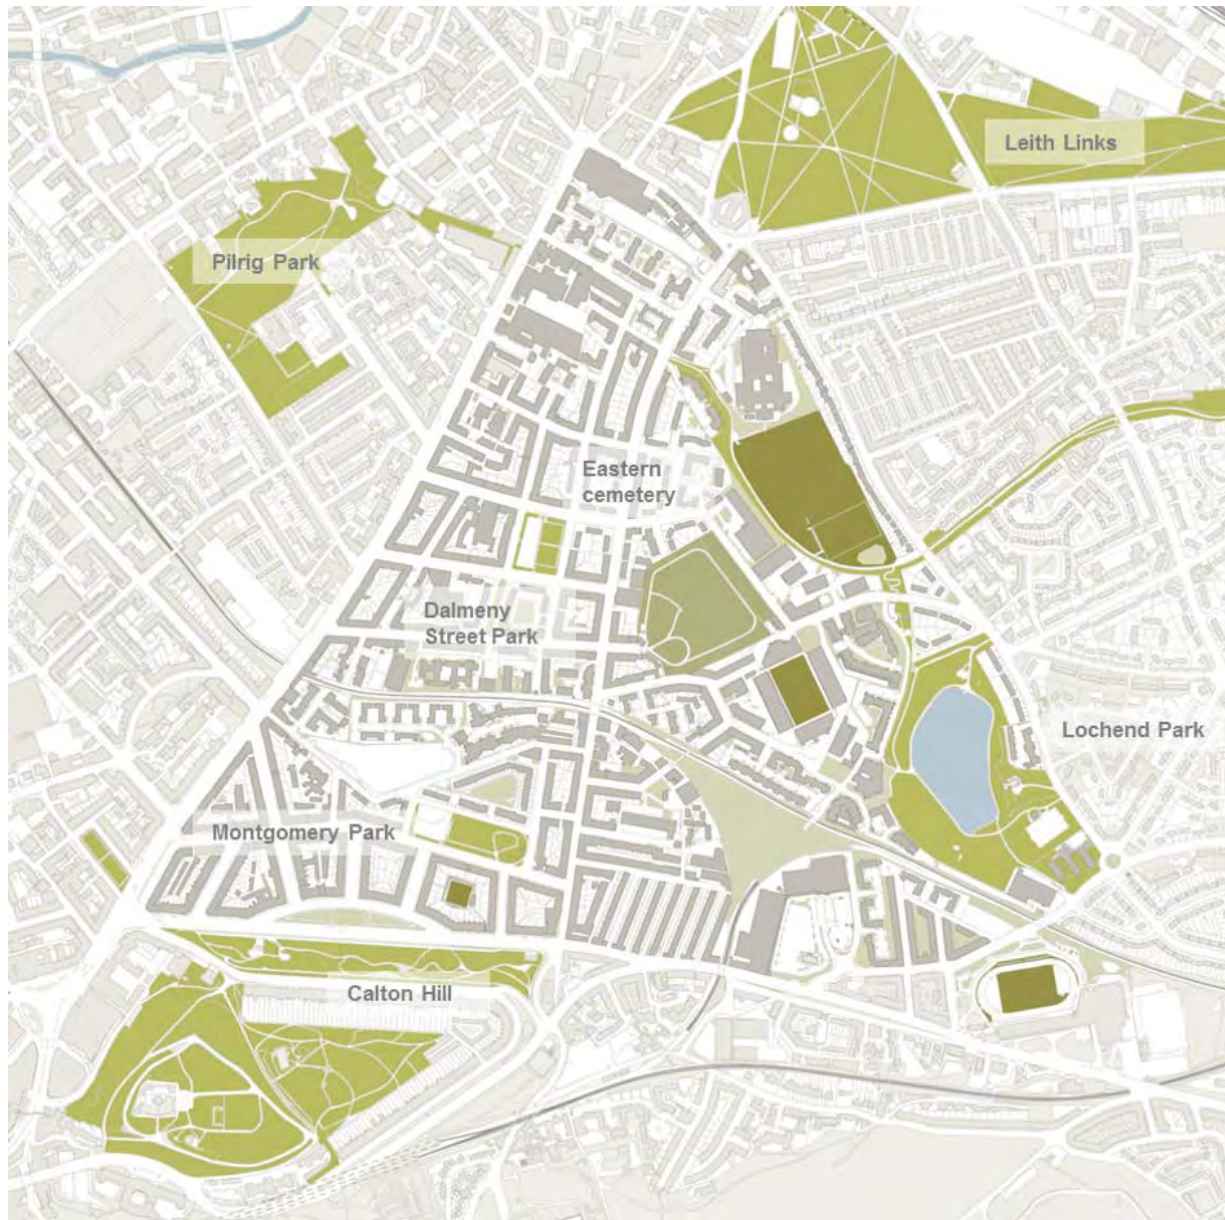 Leith Links
Pilrig Park
Eastern
cemetery
Dalmeny
Street Park
Lochend Park
Montgomery Park
Calton Hill